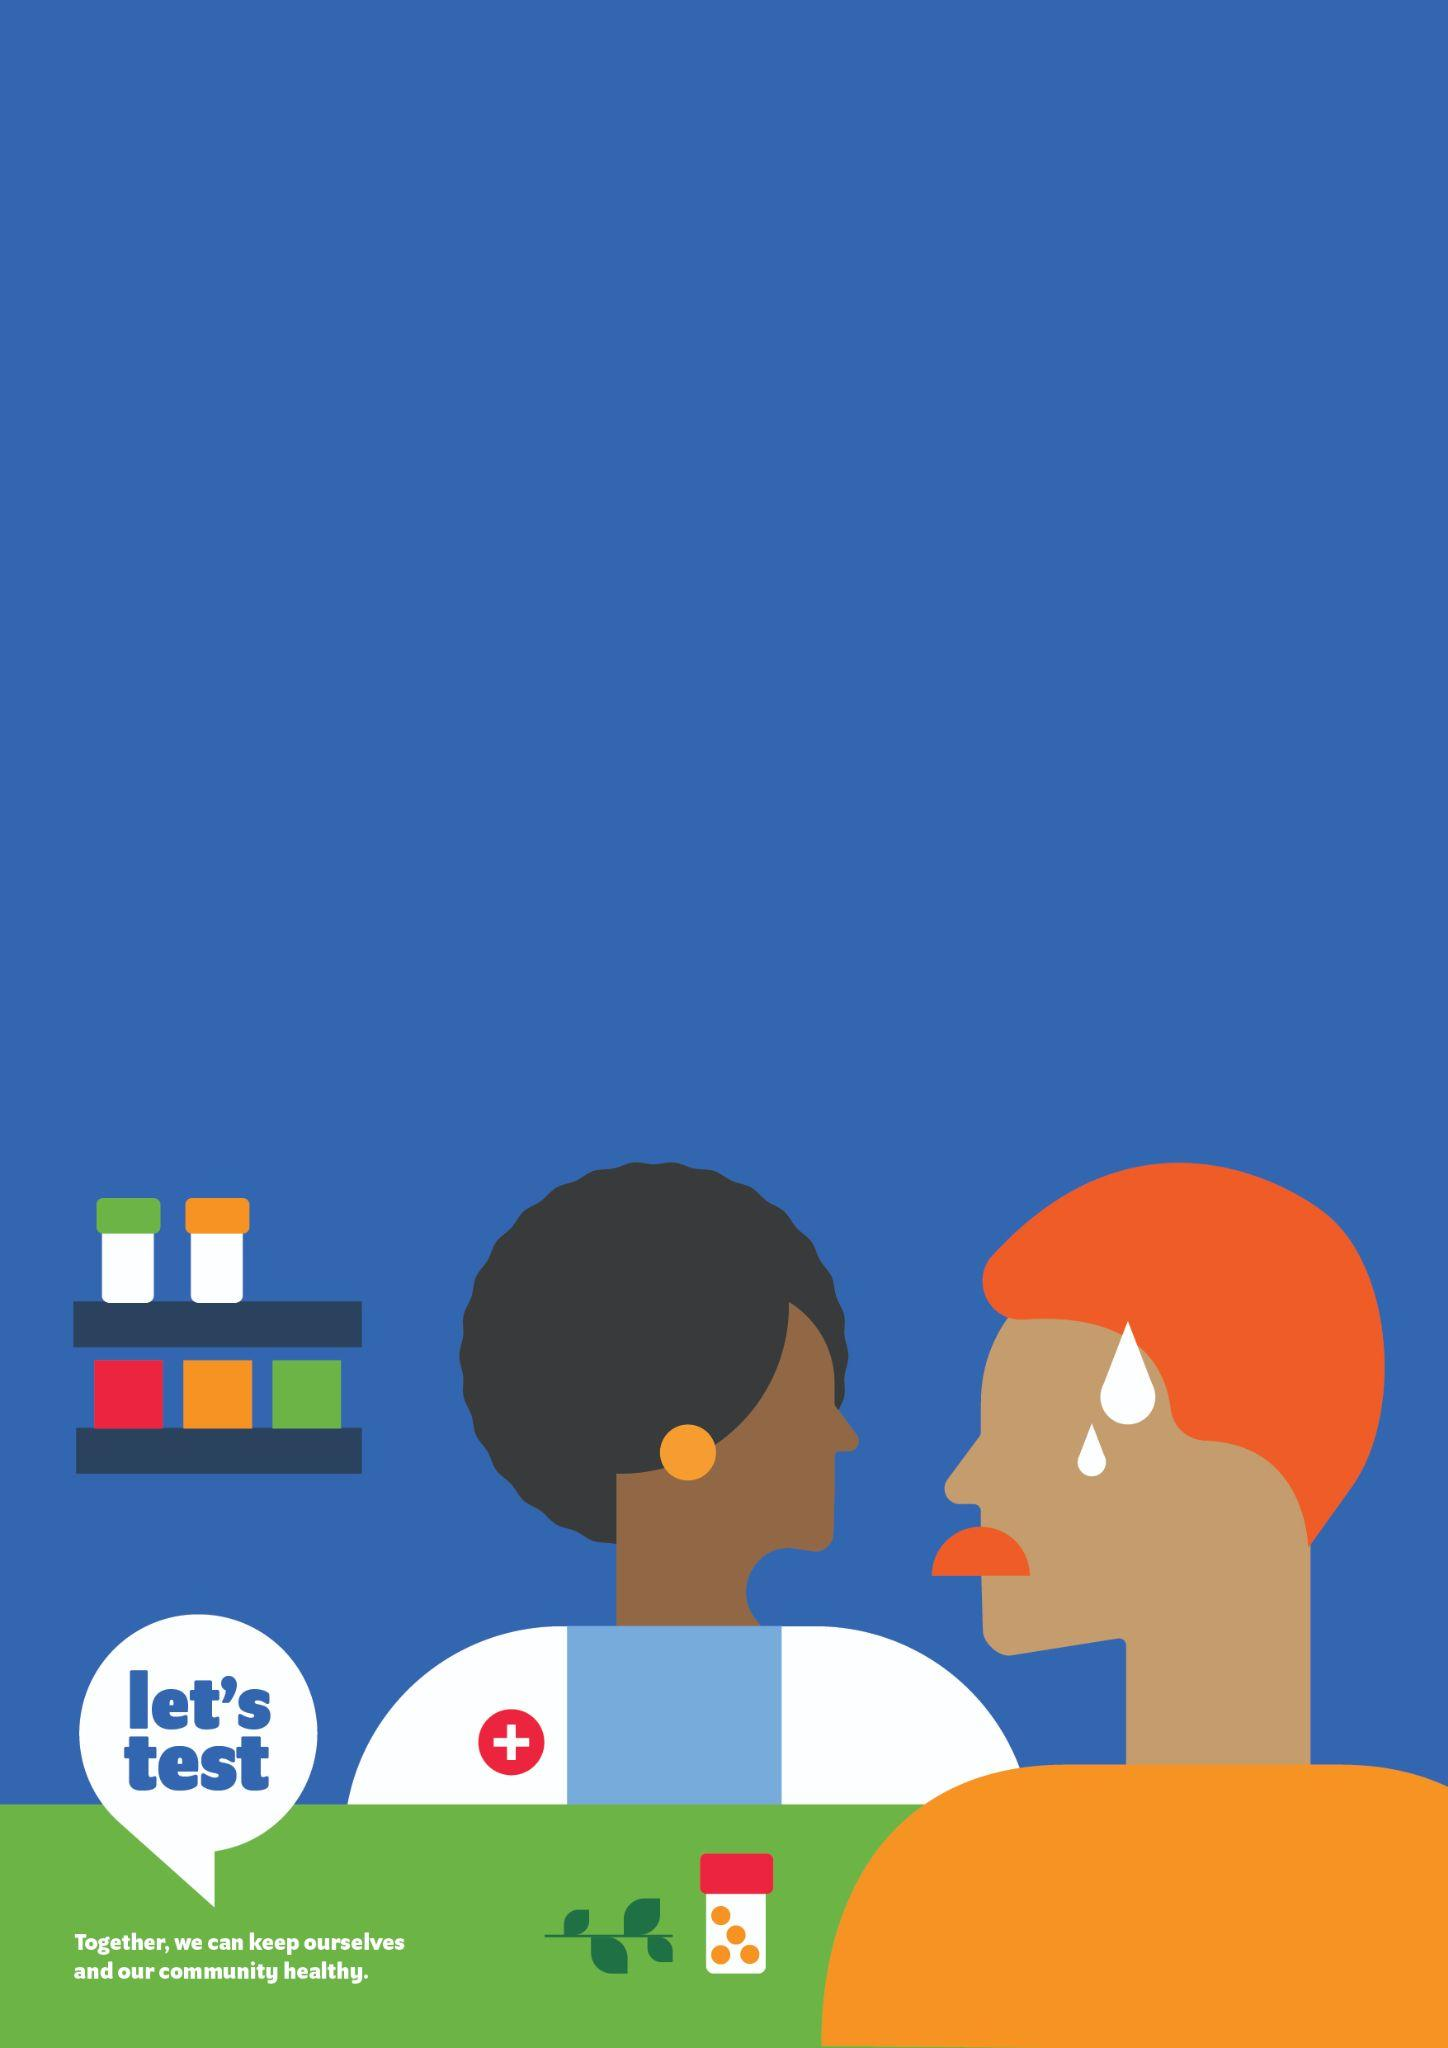 let's
test
Together, we can keep ourselves
and our community healthy.